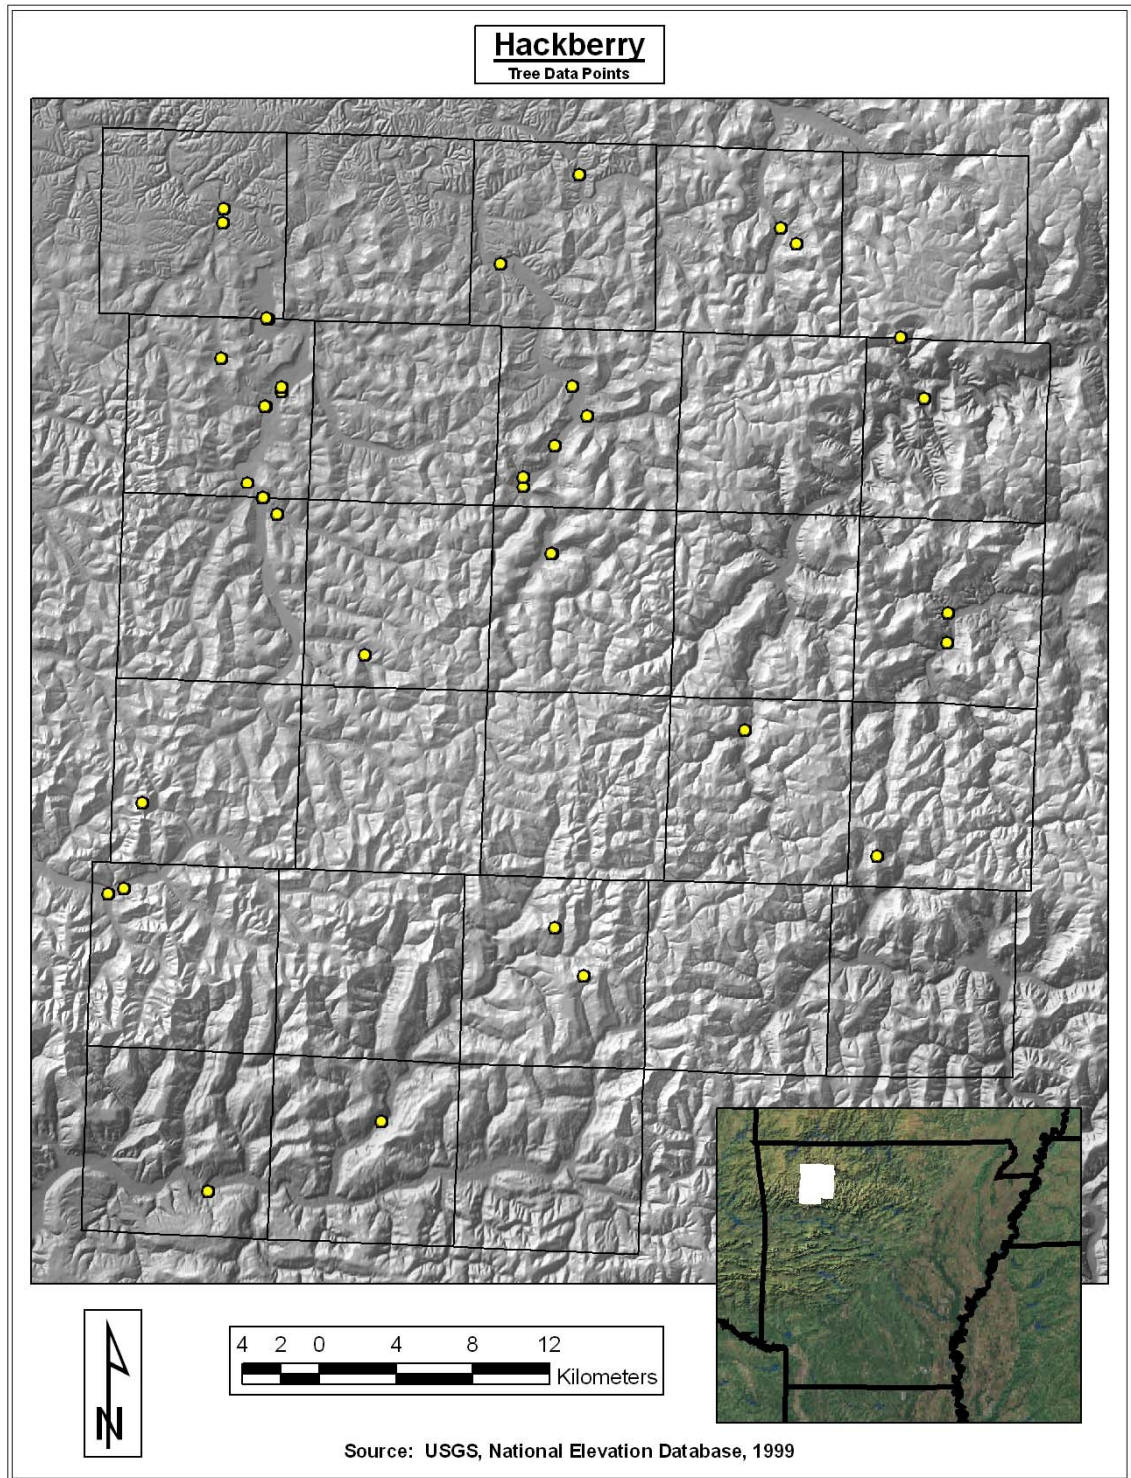 Hackberry
Tree Data Points
4 2 0 4 8 12
Kilometers
N
Source: USGS, National Elevation Database, 1999